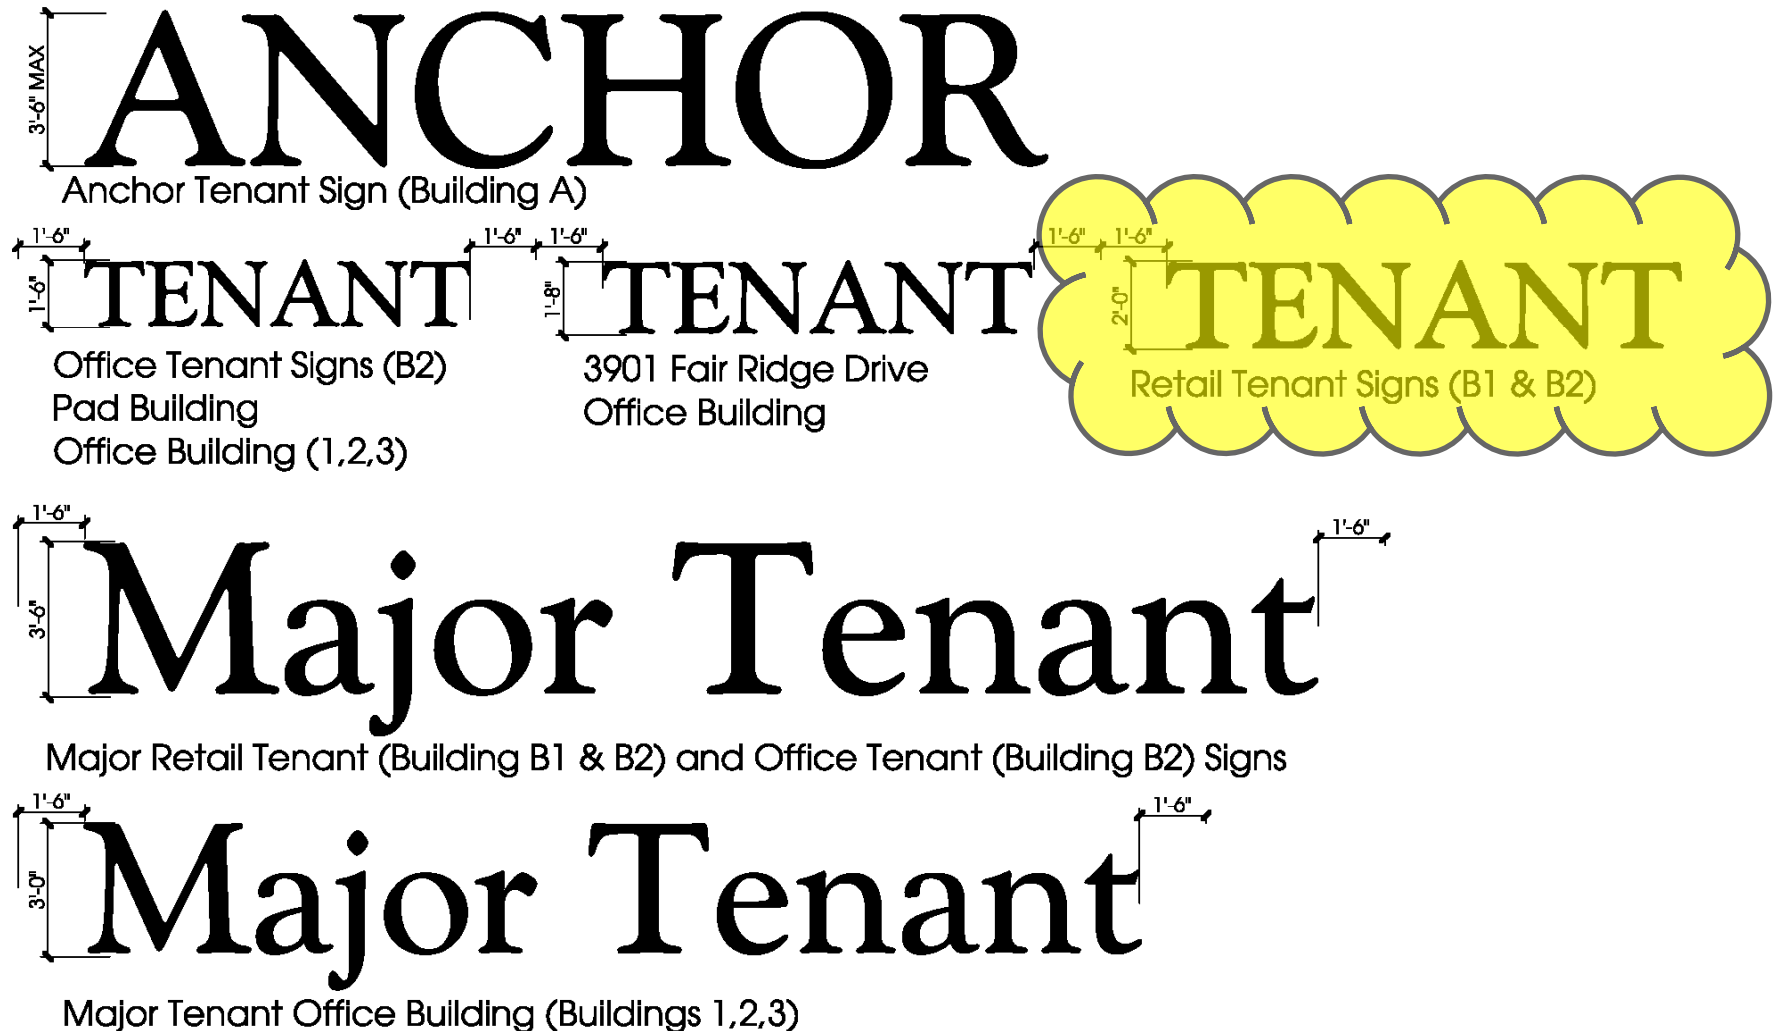 3'-6" MAX
ANCHOR
Anchor Tenant Sign (Building A)
1'-6" 1'-6" 1'-6" 1'-6" 1'-6"
1'-6" TENANT 1'-8" TENANT 2'-0" TENANT
Office Tenant Signs (B2)
Pad Building
Office Building (1,2,3)
3901 Fair Ridge Drive
Office Building
Retail Tenant Signs (B1 & B2)
1'-6" 1'-6"
3'-6" Major Tenant
Major Retail Tenant (Building B1 & B2) and Office Tenant (Building B2) Signs
1'-6" 1'-6"
3'-0" Major Tenant
Major Tenant Office Building (Buildings 1,2,3)